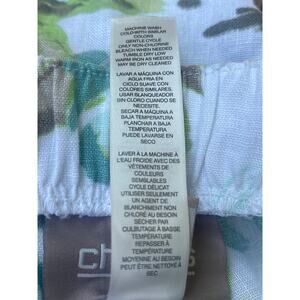 MACHINE WASH
COLD WITH SIMILAR
COLORS
GENTLE CYCLE
ONLY NON-CHLORINE
BLEACH WHEN NEEDED
TUMBLE DRY LOW
WARM IRON AS NEEDED
MAY BE DRY CLEANED
LAVAR A MÁQUINA CON
AGUA FRIA EN
CICLO SUAVE CON
COLORES SIMILARES.
USAR BLANQUEADOR
SIN CLORO CUANDO SE
NECESITE.
SECAR A MÁQUINA A
BAJA TEMPERATURA
PLANCHAR A BAJA
TEMPERATURA
PUEDE LAVARSE EN
SECO
LAVER À LA MACHINE À
L'EAU FROIDE AVEC DES
COULEURS
SEMBLABLES
CYCLE DÉLICAT
UTILISER SEULEMENT
UN AGENT DE
BLANCHIMENT NON
CHLORÉ AU BESOIN
SÉCHER PAR
CULBUTAGE À BASSE
TEMPÉRATURE
REPASSER À
TEMPÉRATURE
MOYENNE AU BESOIN
PEUT ÊTRE NETTOYÉ À
SEC
ch
s